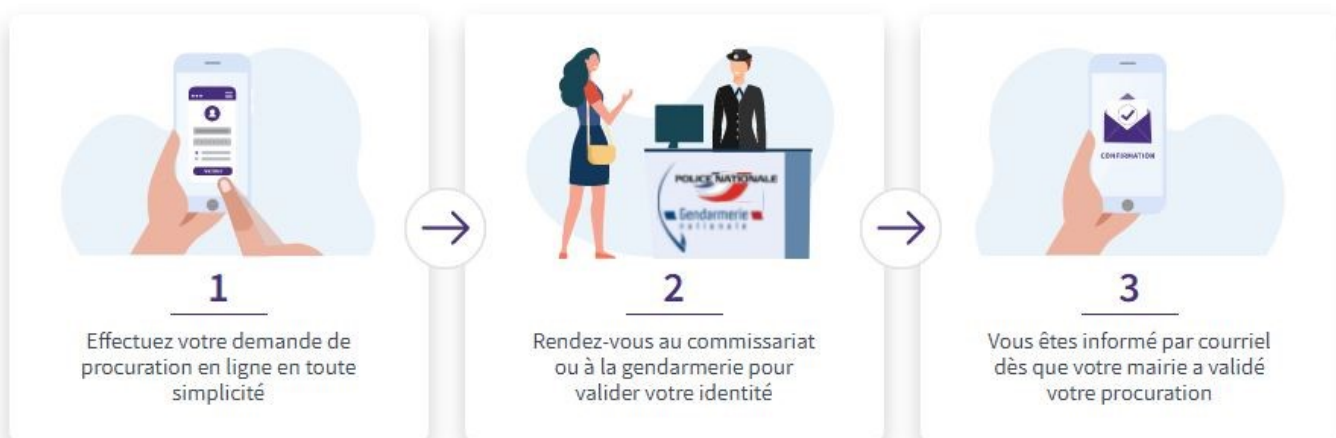 1
Effectuez votre demande de
procuration en ligne en toute
simplicité
POLICE NATIONALE
Gendarmerie
nationale
2
Rendez-vous au commissariat
ou à la gendarmerie pour
valider votre identité
CONFIRMATION
3
Vous êtes informé par courriel
dès que votre mairie a validé
votre procuration